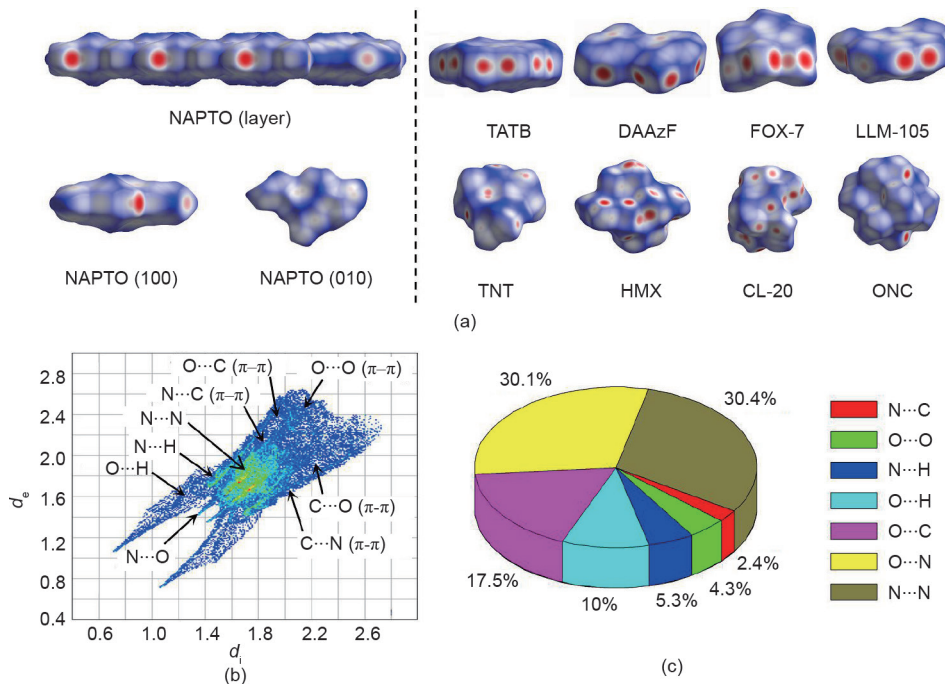 NAPTO (layer)
TATB
DAAzF
FOX-7
LLM-105
NAPTO (100)
NAPTO (010)
TNT
HMX
CL-20
ONC
(a)
O···C (π–π)
O···O (π–π)
N···C (π–π)
N···N
N···H
O···H
N···O
C···O (π-π)
C···N (π-π)
2.8
2.4
2.0
1.6
1.2
0.8
0.4
dₑ
0.6 1.0 1.4 1.8 2.2 2.6
dᵢ
(b)
30.1%
30.4%
17.5%
10%
5.3%
4.3%
2.4%
N···C
O···O
N···H
O···H
O···C
O···N
N···N
(c)